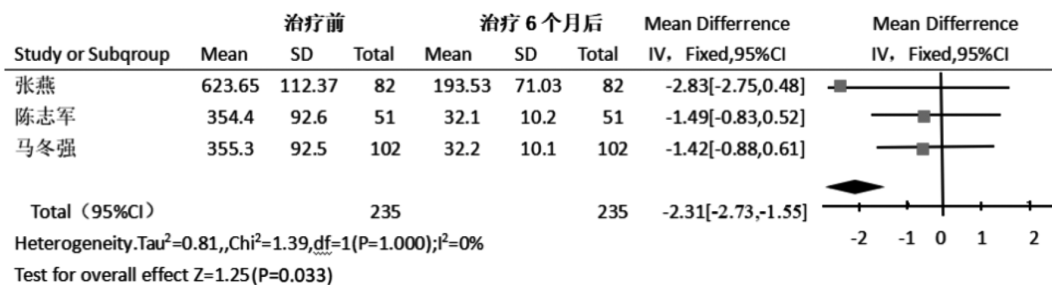 治疗前 治疗6个月后 Mean Differrence Mean Differrence
Study or Subqroup Mean SD Total Mean SD Total IV, Fixed,95%CI IV, Fixed,95%CI
张燕 623.65 112.37 82 193.53 71.03 82 -2.83[-2.75,0.48]
陈志军 354.4 92.6 51 32.1 10.2 51 -1.49[-0.83,0.52]
马冬强 355.3 92.5 102 32.2 10.1 102 -1.42[-0.88,0.61]
Total（95%CI） 235 235 -2.31[-2.73,-1.55]
-2 -1 0 1 2
Heterogeneity.Tau²=0.81,,Chi²=1.39,df=1(P=1.000);I²=0%
Test for overall effect Z=1.25(P=0.033)